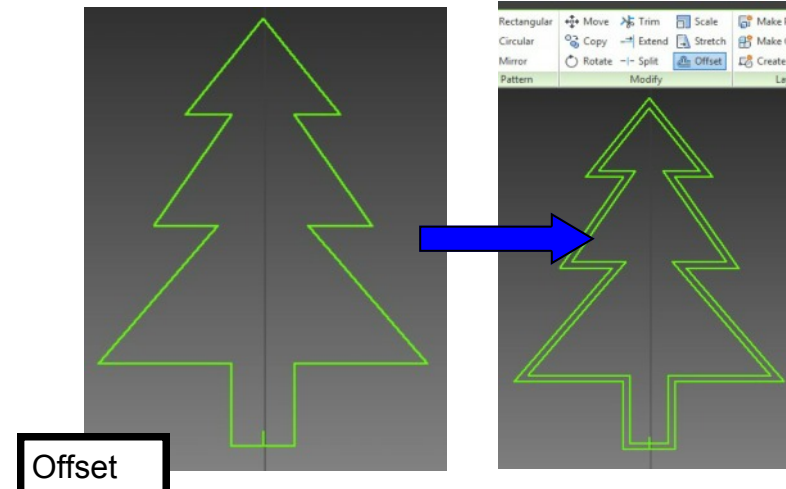 Rectangular Move Trim Scale Make
Circular Copy Extend Stretch Make
Mirror Rotate Split Offset Create
Pattern Modify
Offset